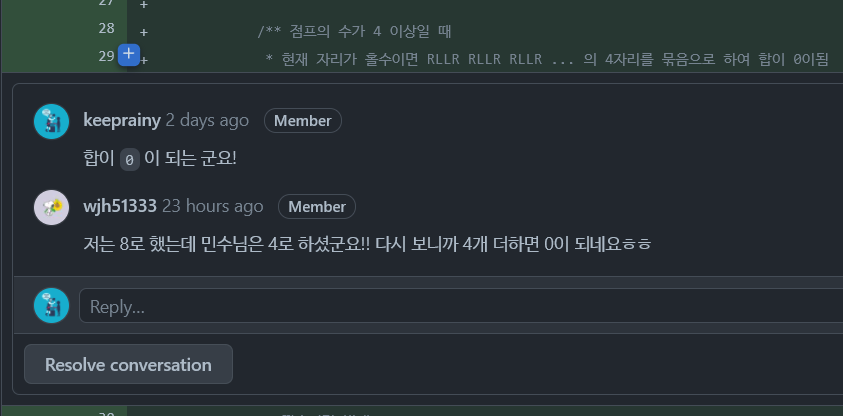 27 +
28 + /** 점프의 수가 4 이상일 때
29 + * 현재 자리가 홀수이면 RLLR RLLR RLLR ... 의 4자리를 묶음으로 하여 합이 0이됨
keeprainy 2 days ago Member
합이 0 이 되는 군요!
wjh51333 23 hours ago Member
저는 8로 했는데 민수님은 4로 하셨군요!! 다시 보니까 4개 더하면 0이 되네요ㅎㅎ
Reply...
Resolve conversation